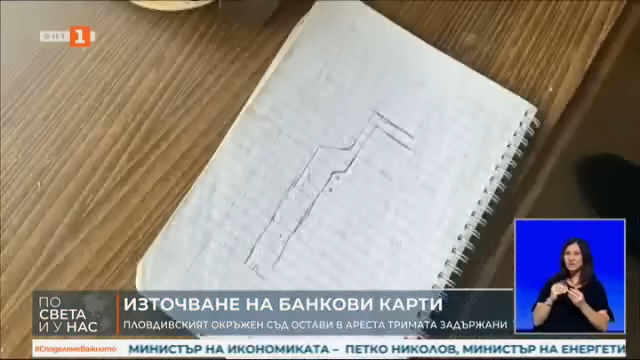 БНТ 1
ПО
СВЕТА
И У НАС
ИЗТОЧВАНЕ НА БАНКОВИ КАРТИ
ПЛОВДИВСКИЯТ ОКРЪЖЕН СЪД ОСТАВИ В АРЕСТА ТРИМАТА ЗАДЪРЖАНИ
#СподелямеВажното
МИНИСТЪР НА ИКОНОМИКАТА – ПЕТКО НИКОЛОВ, МИНИСТЪР НА ЕНЕРГЕТИ